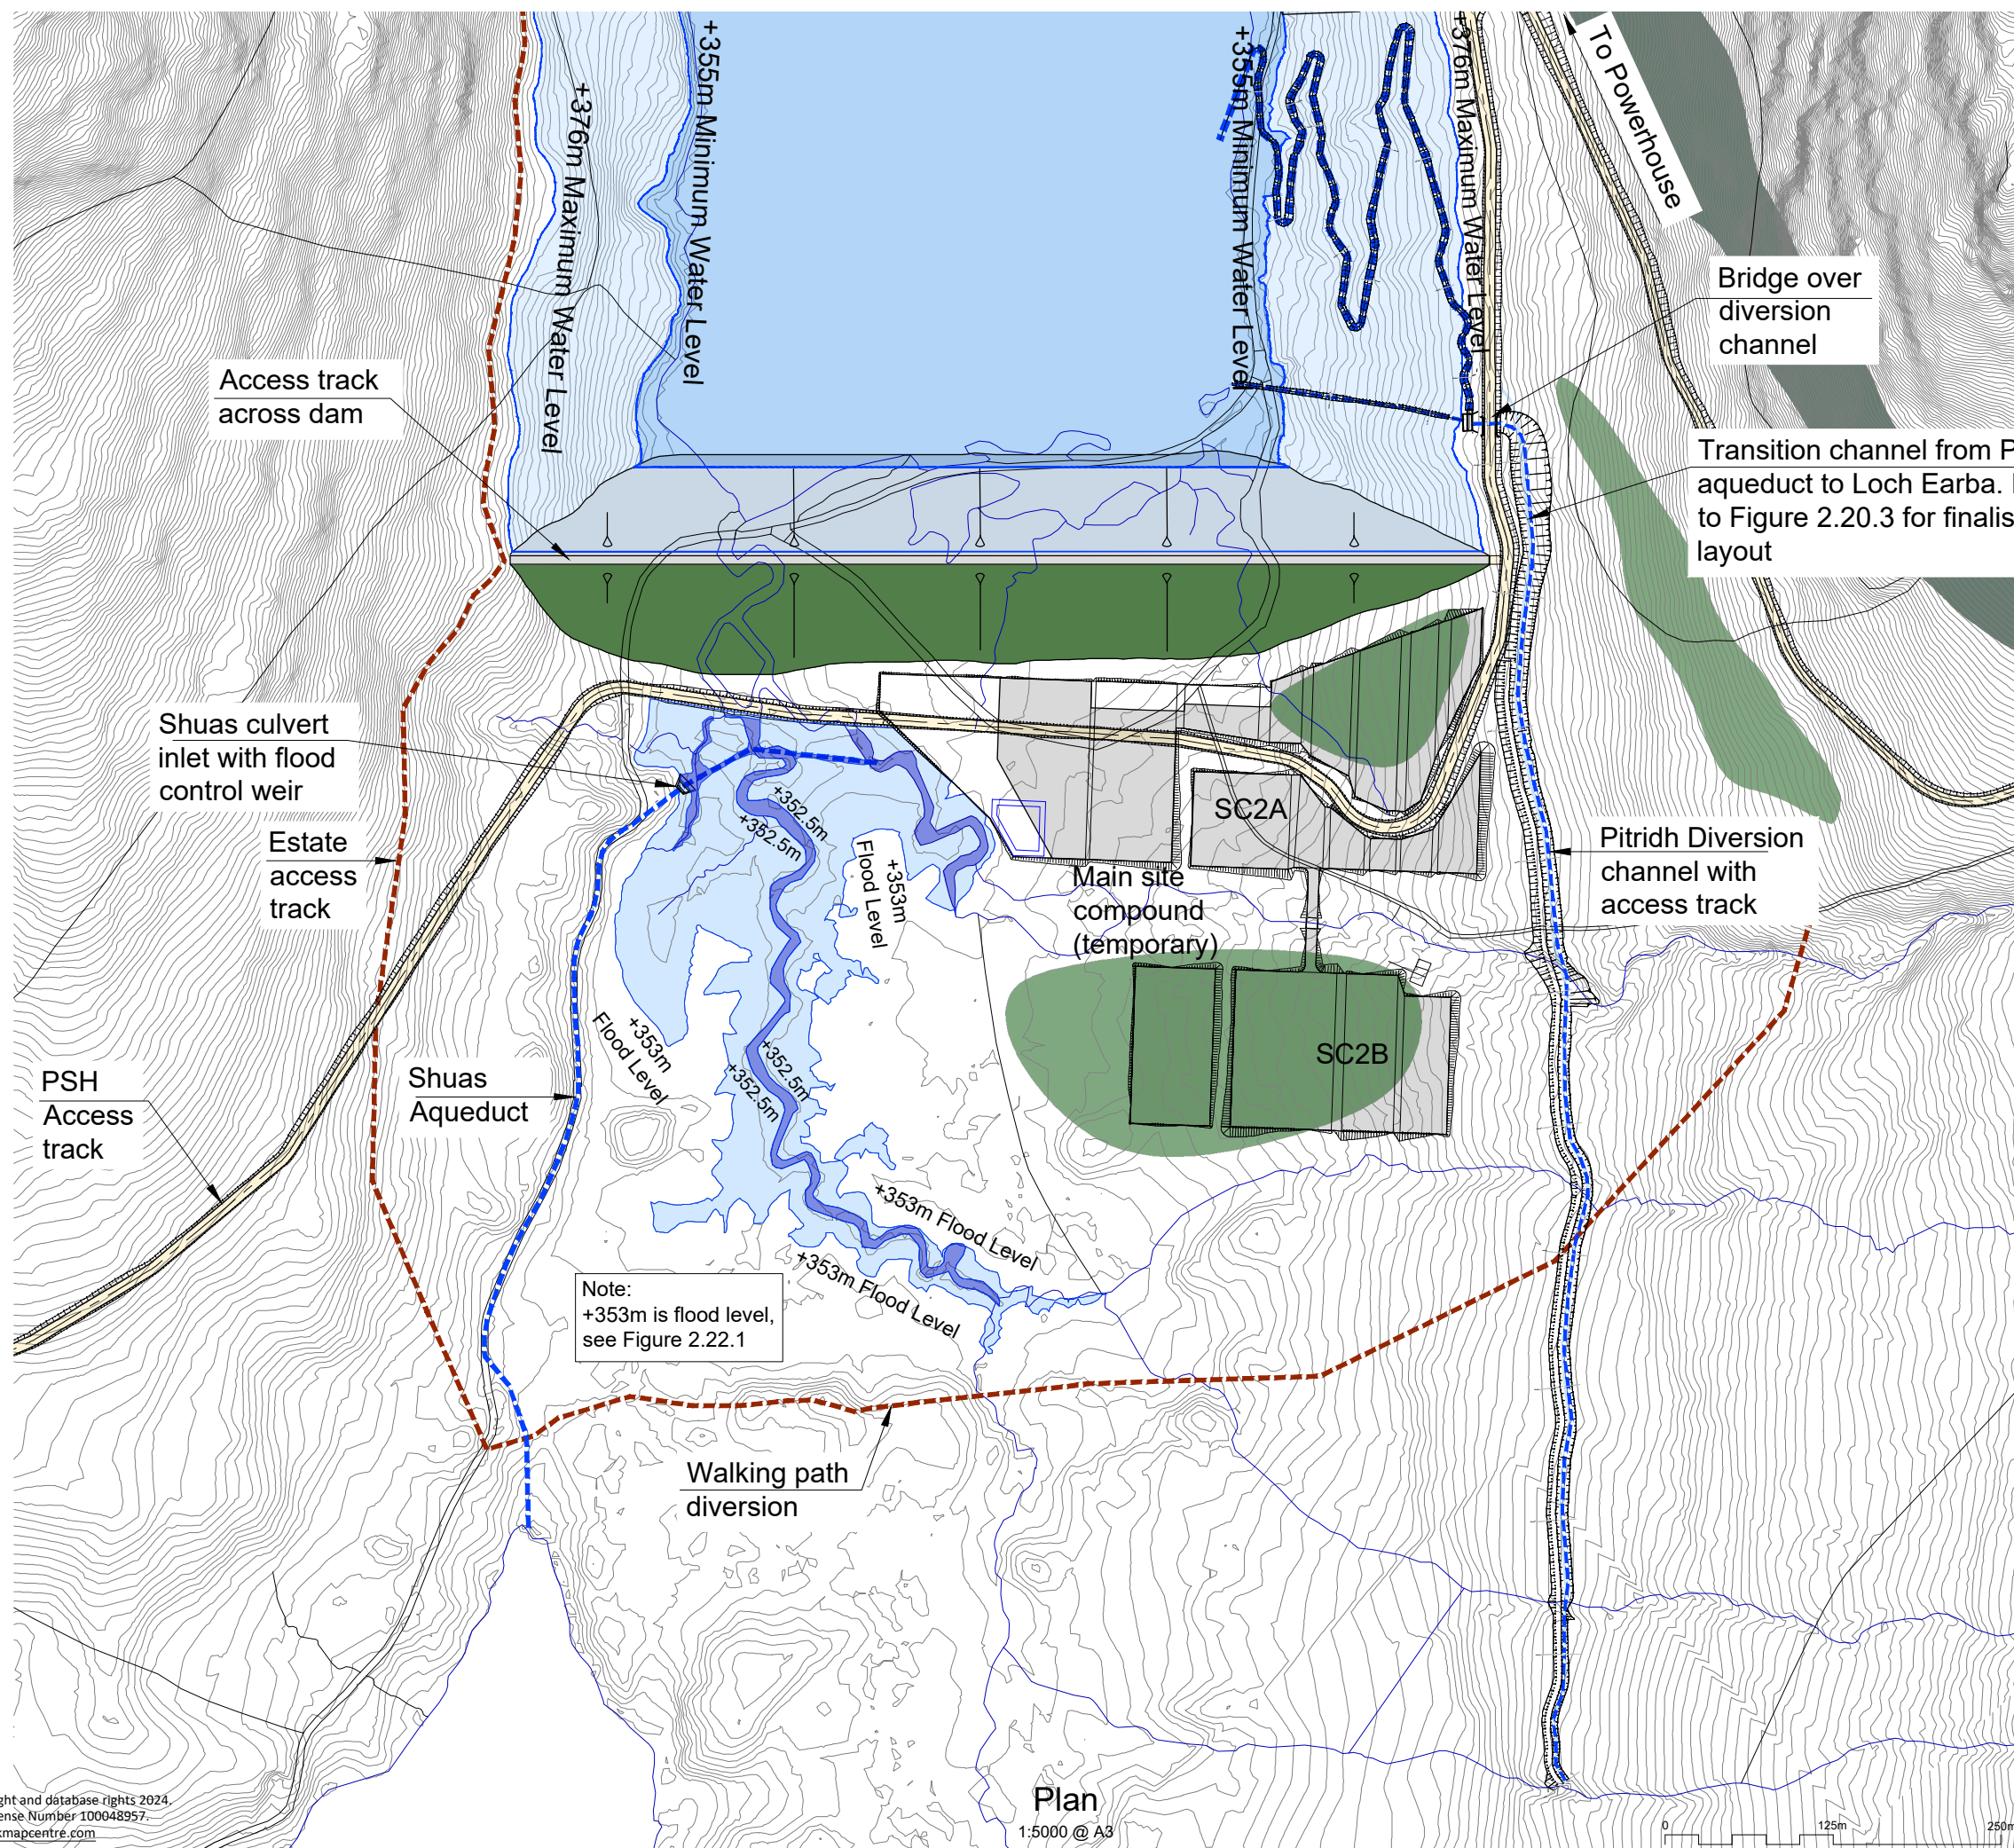 +376m Maximum Water Level
+355m Minimum Water Level
+355m Minimum Water Level
+376m Maximum Water Level
To Powerhouse
Bridge over
diversion
channel
Access track
across dam
Transition channel from P
aqueduct to Loch Earba.
to Figure 2.20.3 for finalis
layout
Shuas culvert
inlet with flood
control weir
+352.5m
+352.5m
+353m
Flood Level
SC2A
Estate
access
track
Pitridh Diversion
channel with
access track
Main site
compound
(temporary)
+353m
Flood Level
SC2B
+352.5m
+352.5m
PSH
Access
track
Shuas
Aqueduct
+353m Flood Level
+353m Flood Level
Note:
+353m is flood level,
see Figure 2.22.1
Walking path
diversion
ght and database rights 2024.
ense Number 100048957.
kmapcentre.com
Plan
1:5000 @ A3
0 125m 250m